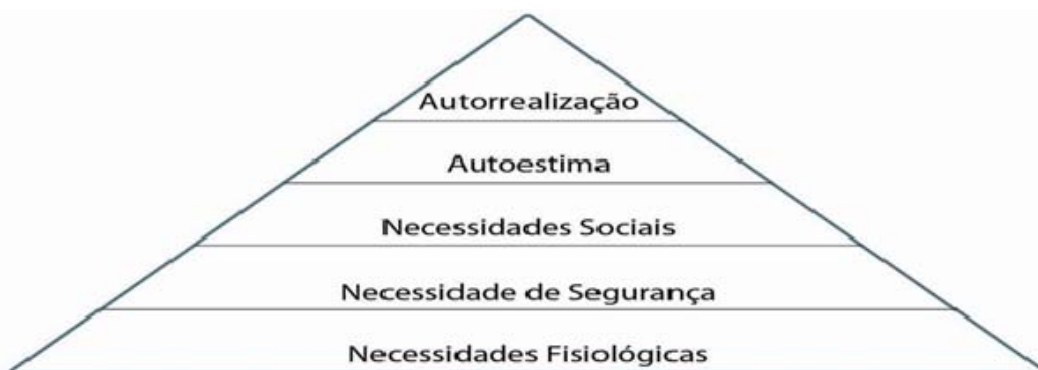 Autorrealização
Autoestima
Necessidades Sociais
Necessidade de Segurança
Necessidades Fisiológicas